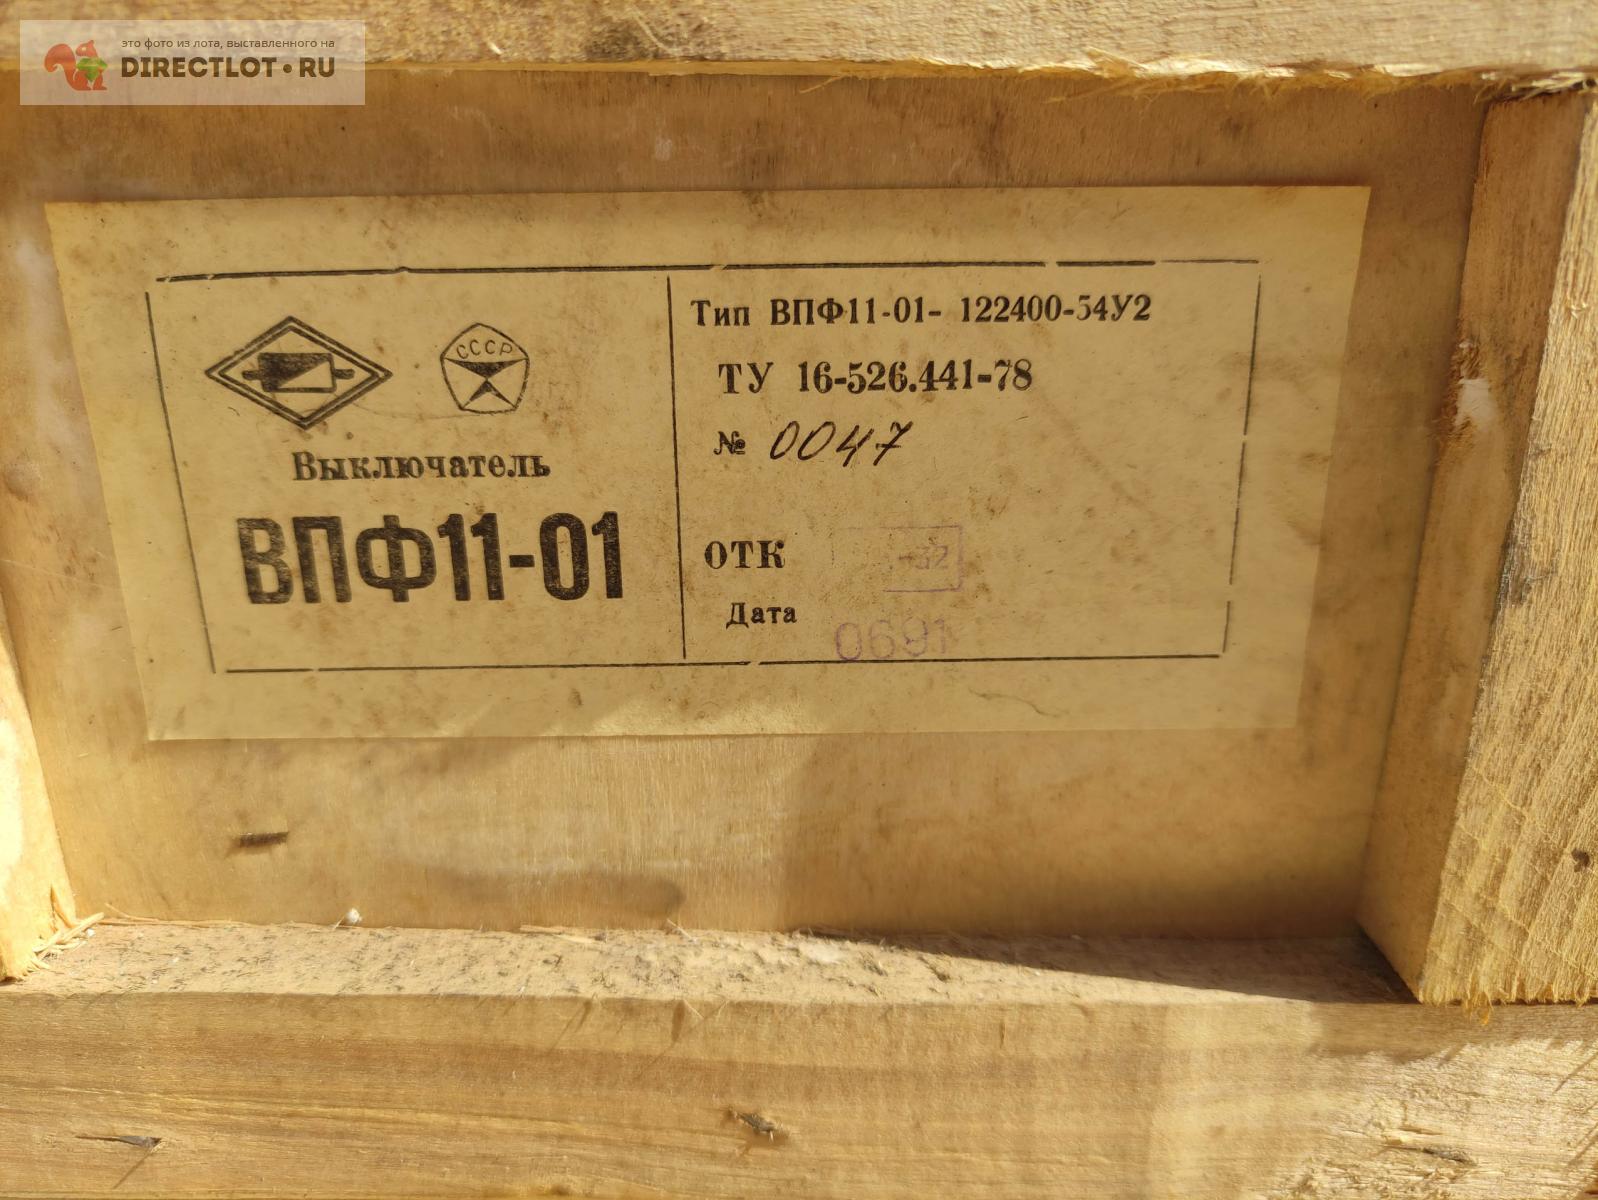 это фото из лота, выставленного на
DIRECTLOT.RU
СССР
Выключатель
ВПФ11-01
Тип ВПФ11-01- 122400-54У2
ТУ 16-526.441-78
№ 0047
ОТК
Дата 0691